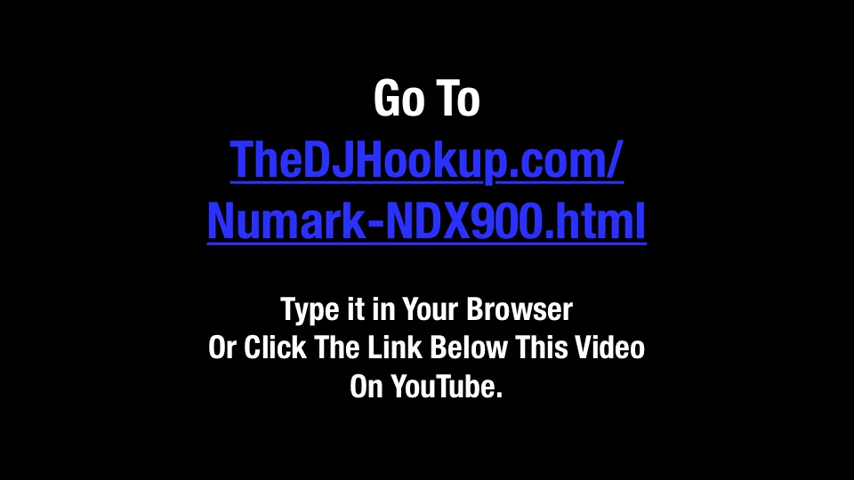 Go To
TheDJHookup.com/
Numark-NDX900.html
Type it in Your Browser
Or Click The Link Below This Video
On YouTube.